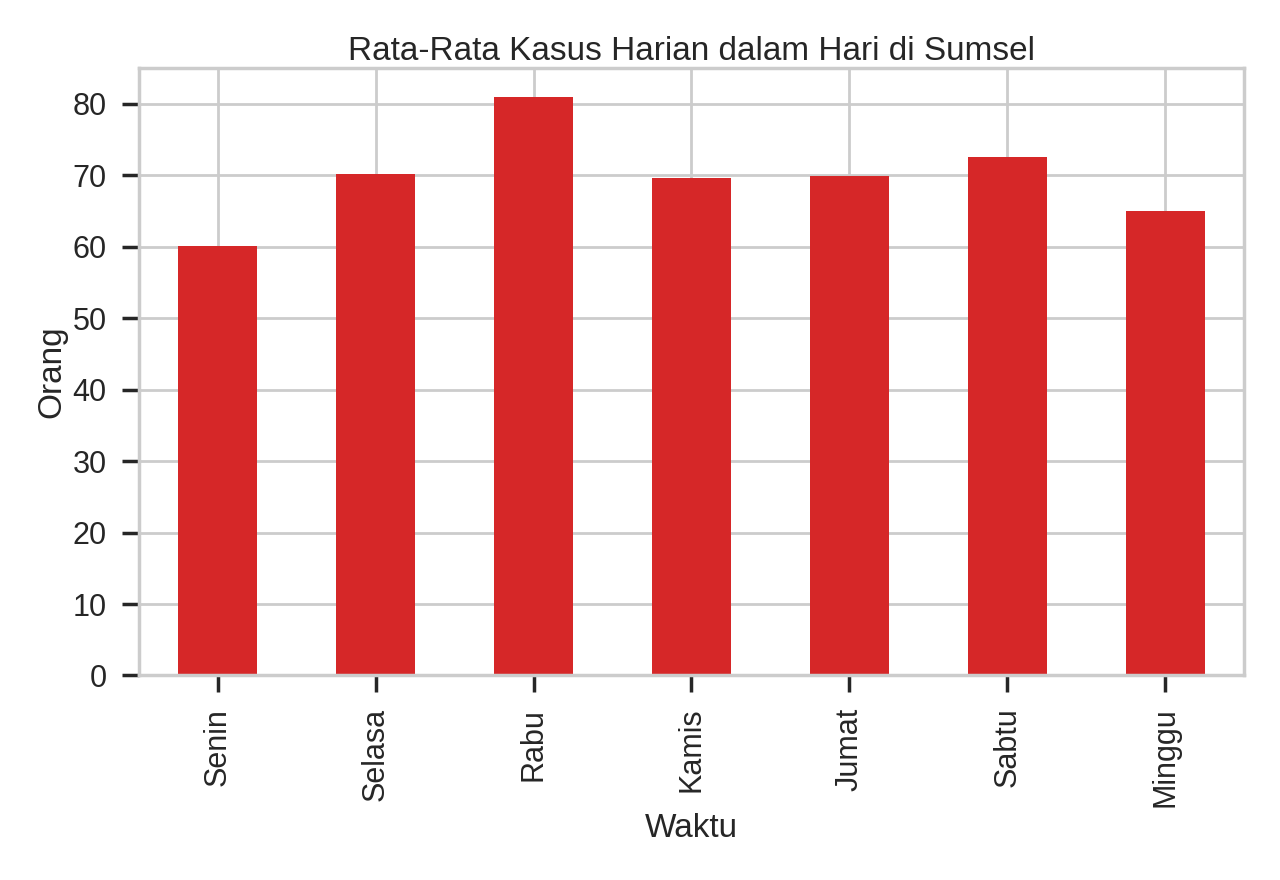 Rata-Rata Kasus Harian dalam Hari di Sumsel
80
70
60
50
40
30
20
10
0
Orang
Senin
Selasa
Rabu
Kamis
Jumat
Sabtu
Minggu
Waktu